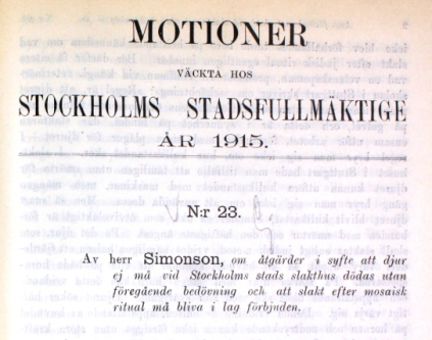 MOTIONER
VÄCKTA HOS
STOCKHOLMS STADSFULLMÄKTIGE
ÅR 1915.
N:r 23.
Av herr Simonson, om åtgärder i syfte att djur
ej må vid Stockholms stads slakthus dödas utan
föregående bedövning och att slakt efter mosaisk
ritual må bliva i lag förbjuden.